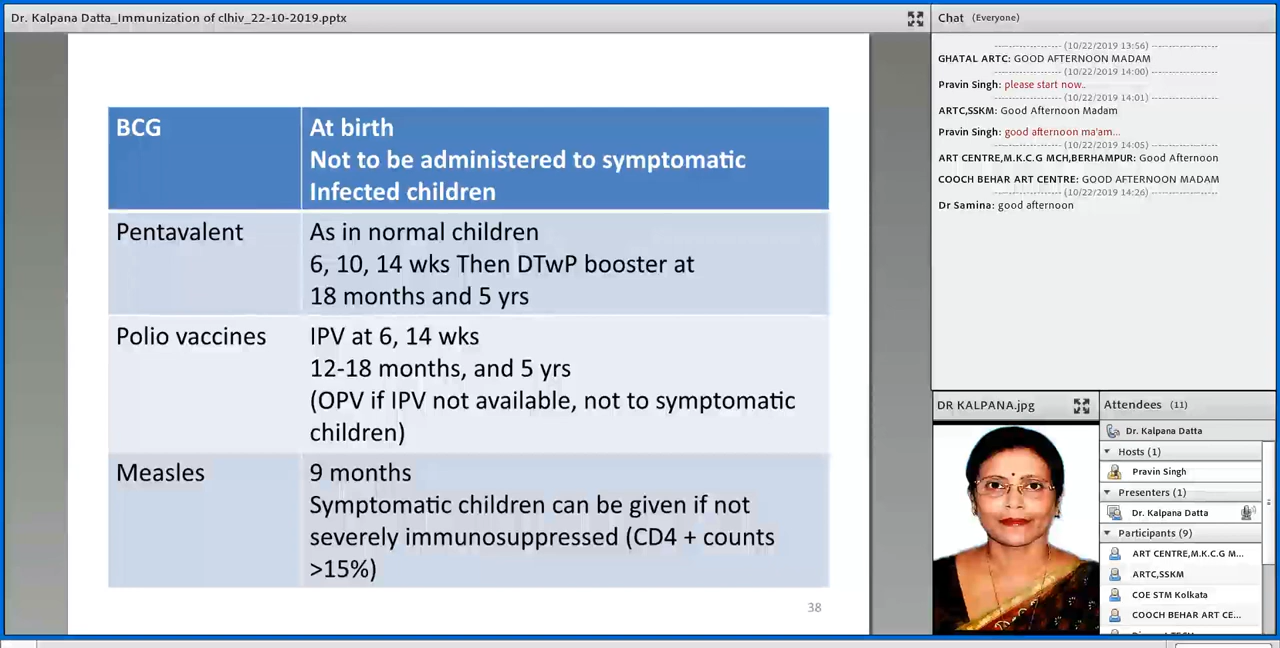 Dr. Kalpana Datta_Immunization of clhiv_22-10-2019.pptx
BCG
At birth
Not to be administered to symptomatic
Infected children
Pentavalent
As in normal children
6, 10, 14 wks Then DTwP booster at
18 months and 5 yrs
Polio vaccines
IPV at 6, 14 wks
12-18 months, and 5 yrs
(OPV if IPV not available, not to symptomatic
children)
Measles
9 months
Symptomatic children can be given if not
severely immunosuppressed (CD4 + counts
>15%)
38
Chat (Everyone)
(10/22/2019 13:56)
GHATAL ARTC: GOOD AFTERNOON MADAM
(10/22/2019 14:00)
Pravin Singh: please start now..
(10/22/2019 14:01)
ARTC,SSKM: Good Afternoon Madam
Pravin Singh: good afternoon ma'am...
(10/22/2019 14:05)
ART CENTRE,M.K.C.G MCH,BERHAMPUR: Good Afternoon
COOCH BEHAR ART CENTRE: GOOD AFTERNOON MADAM
(10/22/2019 14:26)
Dr Samina: good afternoon
DR KALPANA.jpg
Attendees (11)
Dr. Kalpana Datta
Hosts (1)
Pravin Singh
Presenters (1)
Dr. Kalpana Datta
Participants (9)
ART CENTRE,M.K.C.G M...
ARTC,SSKM
COE STM Kolkata
COOCH BEHAR ART CE...